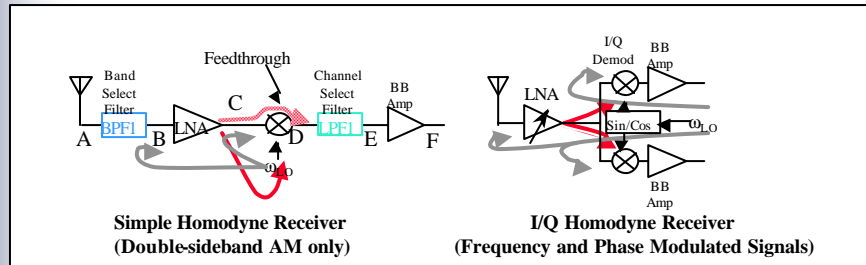 Feedthrough
Band
Select
Filter
Channel
Select
Filter
BB
Amp
A
BPF1
B
LNA
C
D
LPF1
E
F
ωLO
Simple Homodyne Receiver
(Double-sideband AM only)
I/Q
Demod
BB
Amp
LNA
Sin/Cos
ωLO
BB
Amp
I/Q Homodyne Receiver
(Frequency and Phase Modulated Signals)